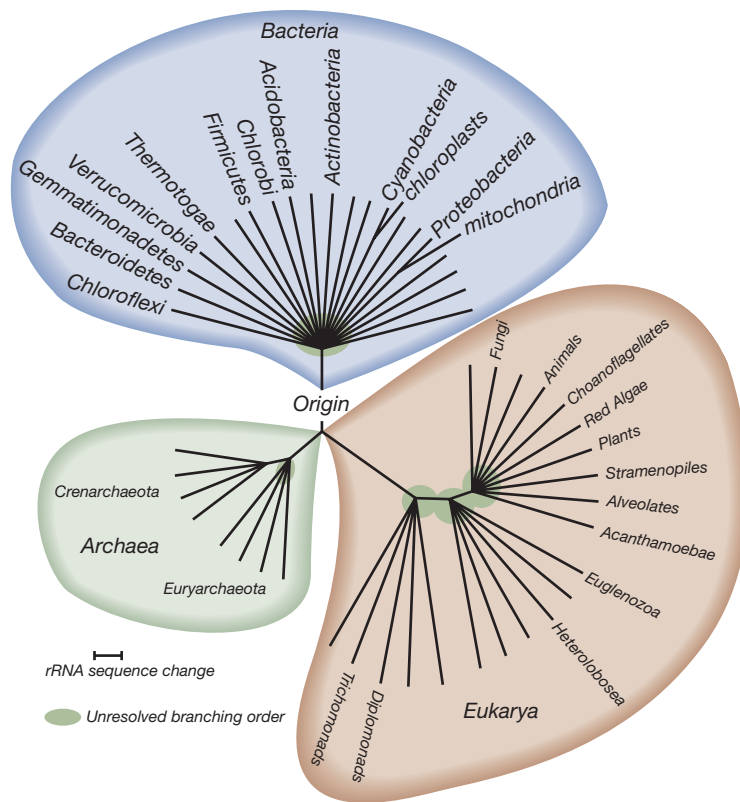 Bacteria
Chloroflexi
Bacteroidetes
Gemmatimonadetes
Verrucomicrobia
Thermotogae
Firmicutes
Chlorobi
Acidobacteria
Actinobacteria
Cyanobacteria
chloroplasts
Proteobacteria
mitochondria
Origin
Fungi
Animals
Choanoflagellates
Red Algae
Plants
Stramenopiles
Alveolates
Acanthamoebae
Euglenozoa
Heterolobosea
Diplomonads
Trichomonads
Eukarya
Crenarchaeota
Archaea
Euryarchaeota
rRNA sequence change
Unresolved branching order